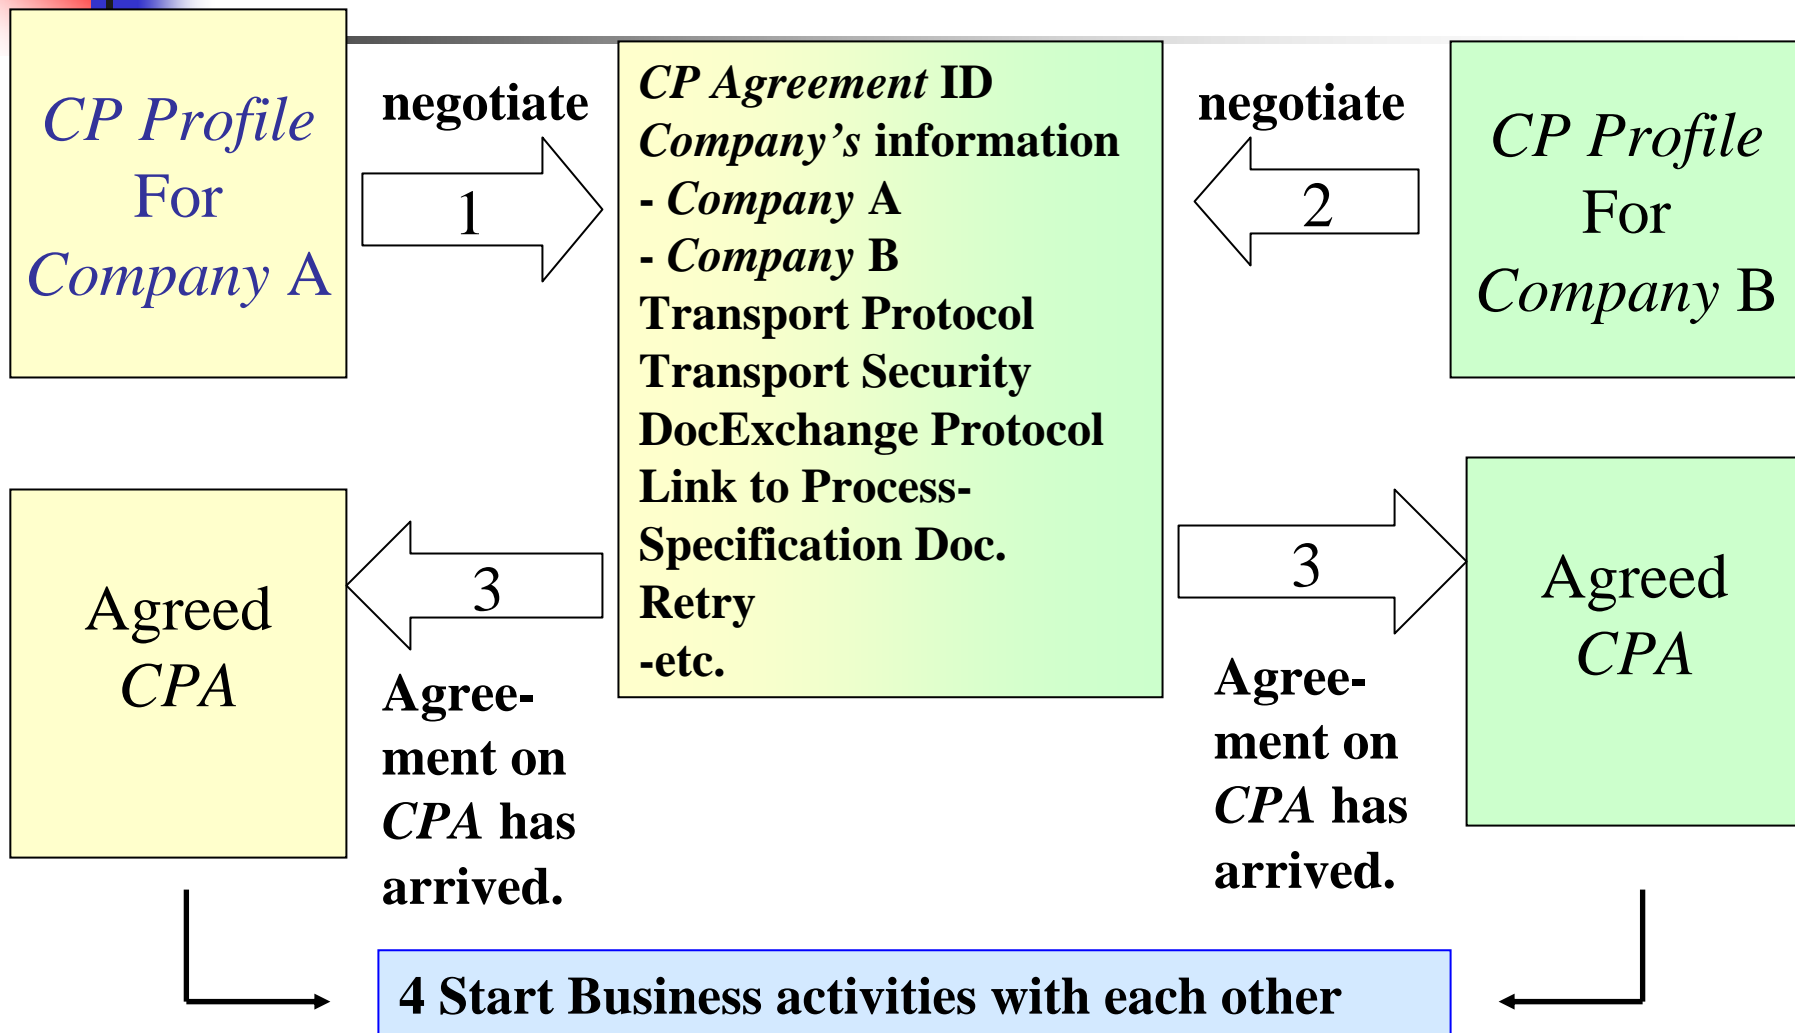 CP Profile
For
Company A
negotiate
1
CP Agreement ID
Company’s information
- Company A
- Company B
Transport Protocol
Transport Security
DocExchange Protocol
Link to Process-
Specification Doc.
Retry
-etc.
negotiate
2
CP Profile
For
Company B
Agreed
CPA
3
Agree-
ment on
CPA has
arrived.
3
Agree-
ment on
CPA has
arrived.
Agreed
CPA
4 Start Business activities with each other